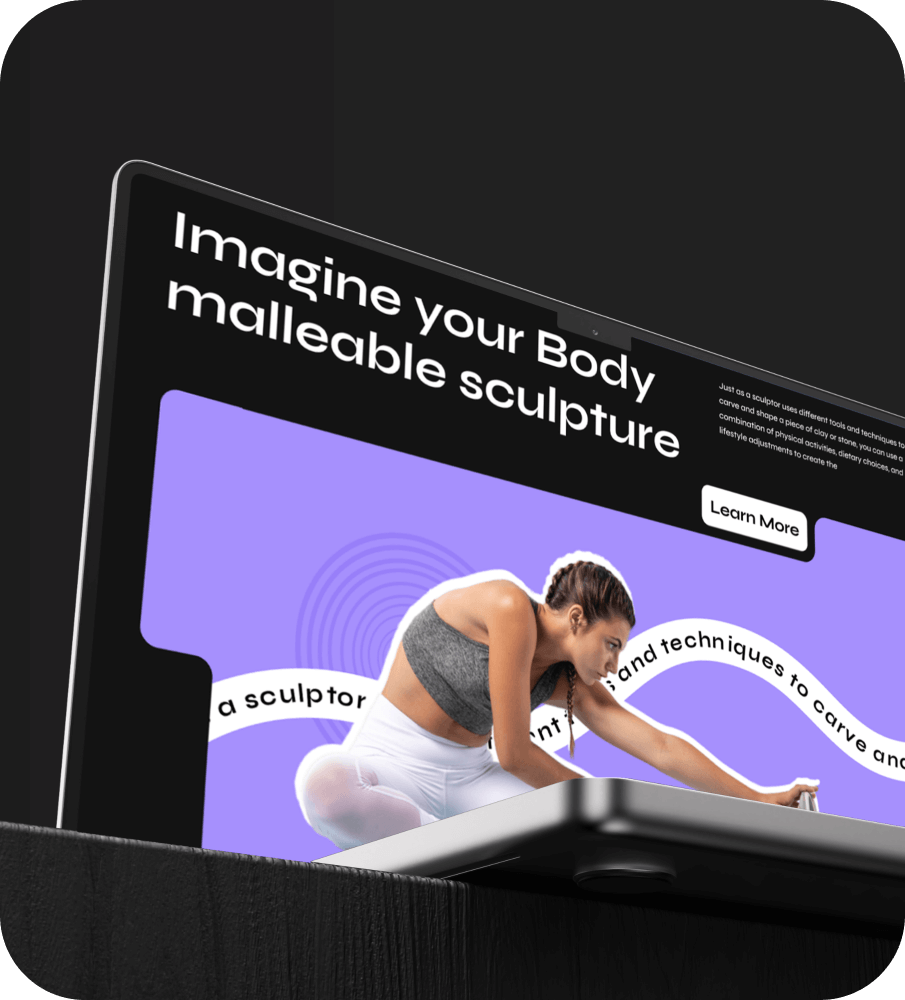 Imagine your Body
malleable sculpture
Just as a sculptor uses different tools and techniques to
carve and shape a piece of clay or stone, you can use a
combination of physical activities, dietary choices, and
lifestyle adjustments to create the
Learn More
a sculptor
and techniques to carve and